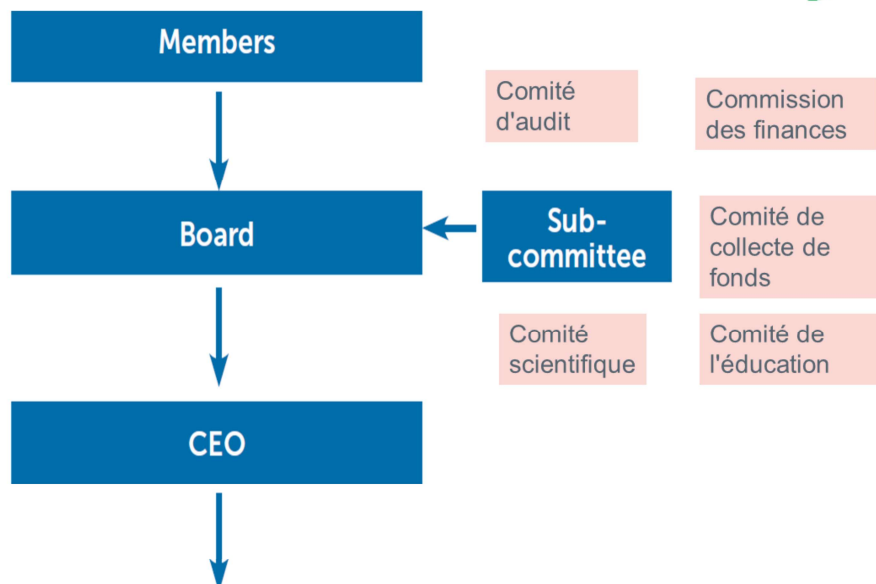 Members
Comité
d'audit
Commission
des finances
Board
Sub-
committee
Comité de
collecte de
fonds
Comité
scientifique
Comité de
l'éducation
CEO